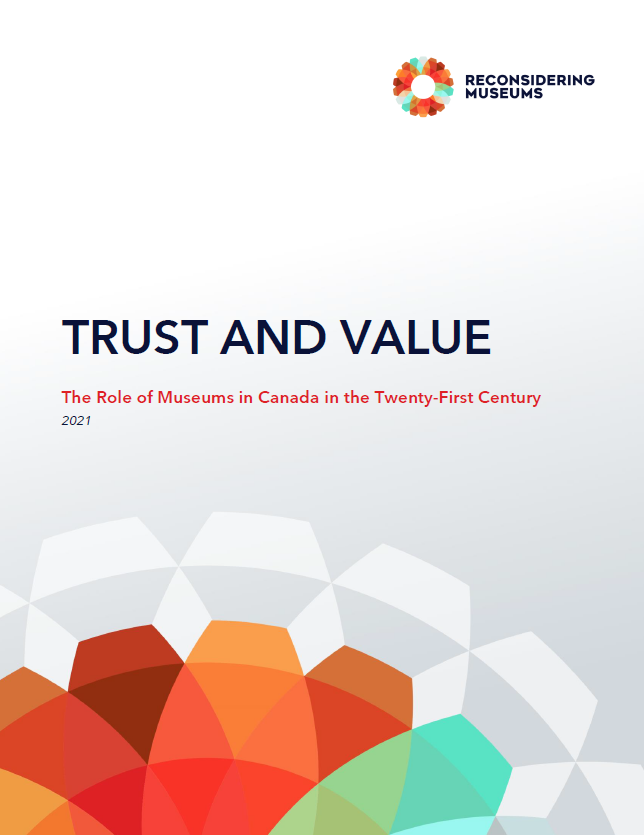 RECONSIDERING
MUSEUMS
TRUST AND VALUE
The Role of Museums in Canada in the Twenty-First Century
2021